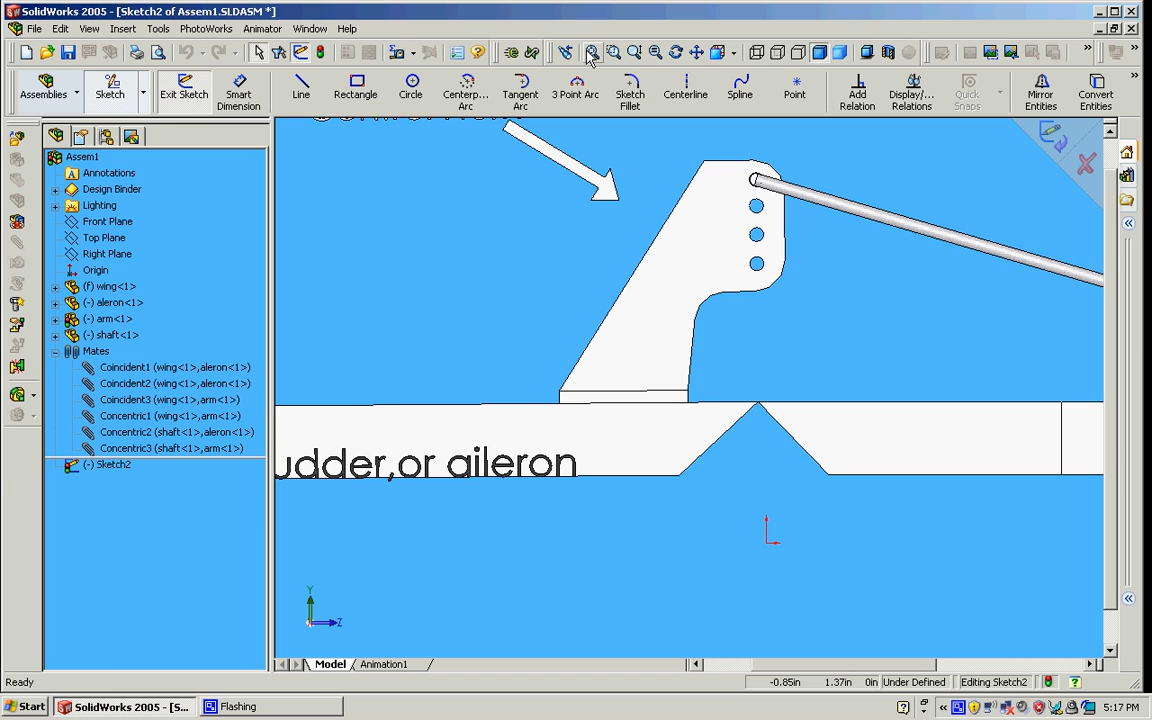 SolidWorks 2005 - [Sketch2 of Assem1.SLDASM *]
File Edit View Insert Tools PhotoWorks Animator Window Help
Assemblies Sketch Exit Sketch Smart Dimension Line Rectangle Circle Centerp... Arc Tangent Arc 3 Point Arc Sketch Fillet Centerline Spline Point Add Relation Display/... Relations Quick Snaps Mirror Entities Convert Entities
Assem1
Annotations
Design Binder
Lighting
Front Plane
Top Plane
Right Plane
Origin
(f) wing<1>
(-) aleron<1>
(-) arm<1>
(-) shaft<1>
Mates
Coincident1 (wing<1>,aleron<1>)
Coincident2 (wing<1>,aleron<1>)
Coincident3 (wing<1>,arm<1>)
Concentric1 (wing<1>,arm<1>)
Concentric2 (shaft<1>,aleron<1>)
Concentric3 (shaft<1>,arm<1>)
(-) Sketch2
udder,or aileron
Y
Z
Model Animation1
Ready -0.85in 1.37in 0in Under Defined Editing Sketch2
Start SolidWorks 2005 - [S... Flashing 5:17 PM